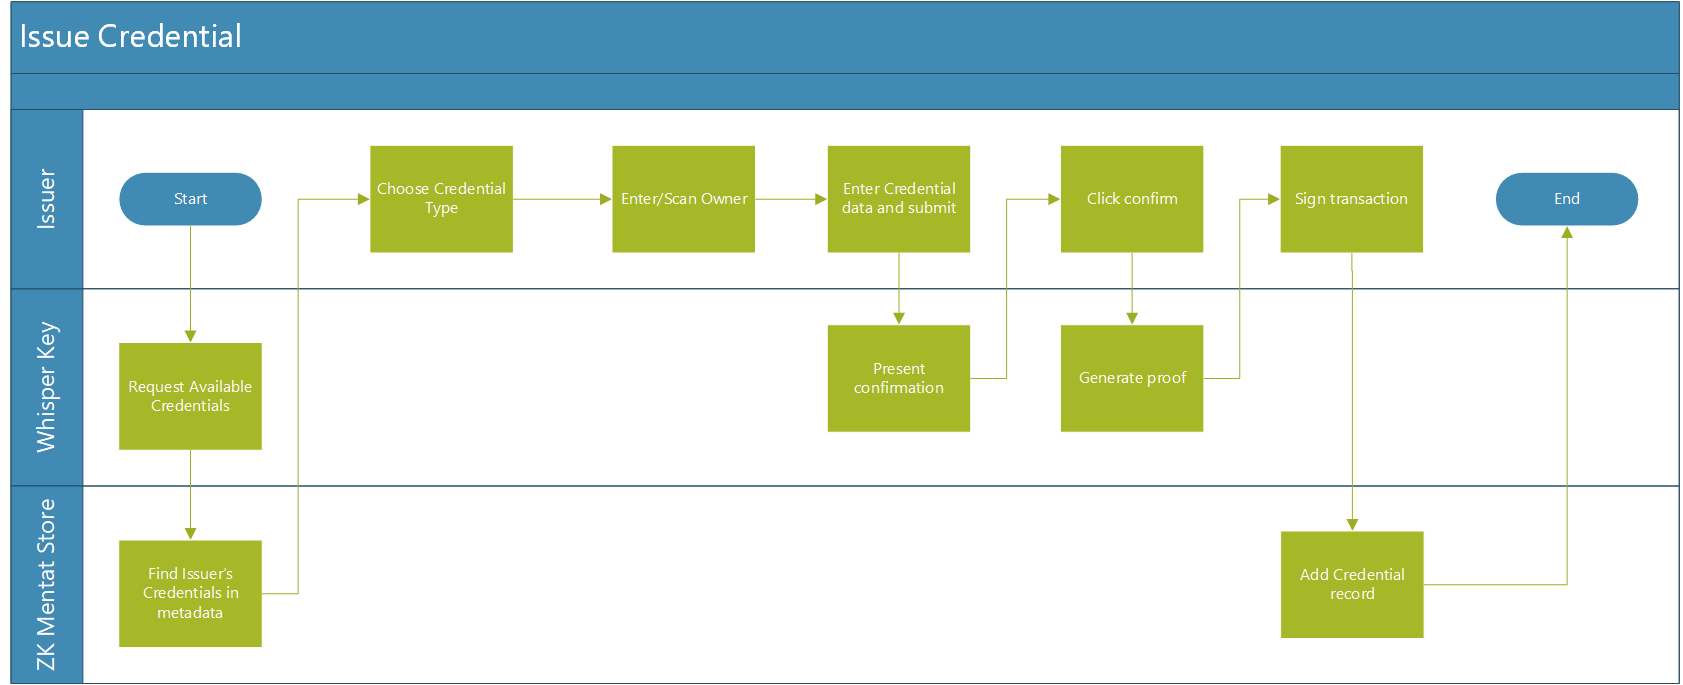 Issue Credential
Issuer
Start
Choose Credential
Type
Enter/Scan Owner
Enter Credential
data and submit
Click confirm
Sign transaction
End
Whisper Key
Request Available
Credentials
Present
confirmation
Generate proof
ZK Mentat Store
Find Issuer's
Credentials in
metadata
Add Credential
record